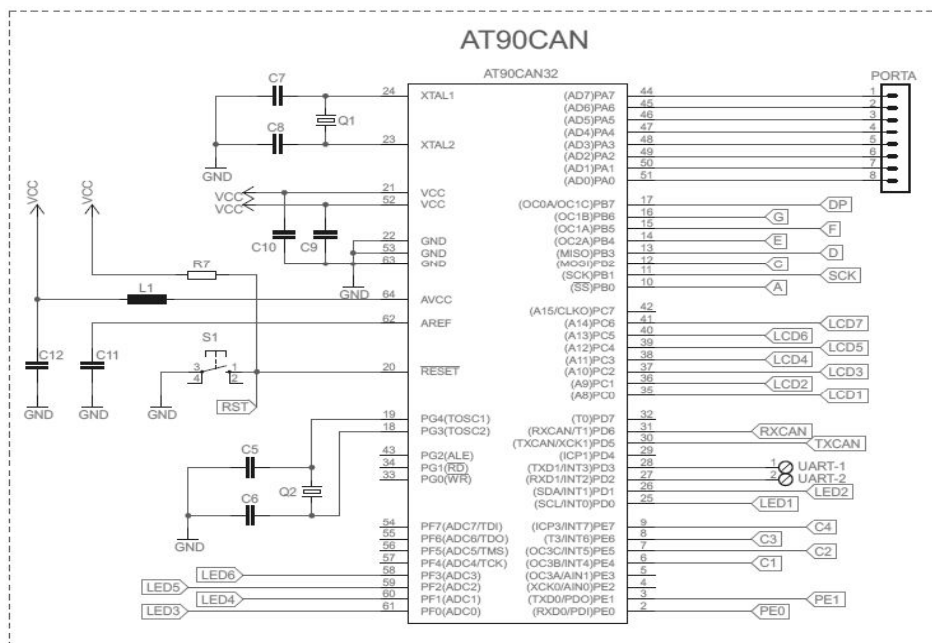 AT90CAN
AT90CAN32
PORTA
C7
24 XTAL1
C8
Q1
23 XTAL2
GND
VCC
VCC
21 VCC
52 VCC
C10
C9
22 GND
53 GND
63 GND
GND
VCC
VCC
R7
L1
64 AVCC
62 AREF
C12
C11
S1
3 1
4 2
20 RESET
RST
GND
GND
GND
19 PG4(TOSC1)
18 PG3(TOSC2)
C5
C6
Q2
GND
43 PG2(ALE)
34 PG1(RD)
33 PG0(WR)
54 PF7(ADC7/TDI)
55 PF6(ADC6/TDO)
56 PF5(ADC5/TMS)
57 PF4(ADC4/TCK)
LED6 58 PF3(ADC3)
LED5 59 PF2(ADC2)
LED4 60 PF1(ADC1)
LED3 61 PF0(ADC0)
(AD7)PA7 44 1
(AD6)PA6 45 2
(AD5)PA5 46 3
(AD4)PA4 47 4
(AD3)PA3 48 5
(AD2)PA2 49 6
(AD1)PA1 50 7
(AD0)PA0 51 8
(OC0A/OC1C)PB7 17 DP
(OC1B)PB6 16 G
(OC1A)PB5 15 F
(OC2A)PB4 14 E
(MISO)PB3 13 D
(MOSI)PB2 12 C
(SCK)PB1 11 SCK
(SS)PB0 10 A
(A15/CLKO)PC7 42
(A14)PC6 41 LCD7
(A13)PC5 40 LCD6
(A12)PC4 39 LCD5
(A11)PC3 38 LCD4
(A10)PC2 37 LCD3
(A9)PC1 36 LCD2
(A8)PC0 35 LCD1
(T0)PD7 32
(RXCAN/T1)PD6 31 RXCAN
(TXCAN/XCK1)PD5 30 TXCAN
(ICP1)PD4 29
(TXD1/INT3)PD3 28 1 UART-1
(RXD1/INT2)PD2 27 2 UART-2
(SDA/INT1)PD1 26 LED2
(SCL/INT0)PD0 25 LED1
(ICP3/INT7)PE7 9 C4
(T3/INT6)PE6 8 C3
(OC3C/INT5)PE5 7 C2
(OC3B/INT4)PE4 6 C1
(OC3A/AIN1)PE3 5
(XCK0/AIN0)PE2 4
(TXD0/PDO)PE1 3 PE1
(RXD0/PDI)PE0 2 PE0